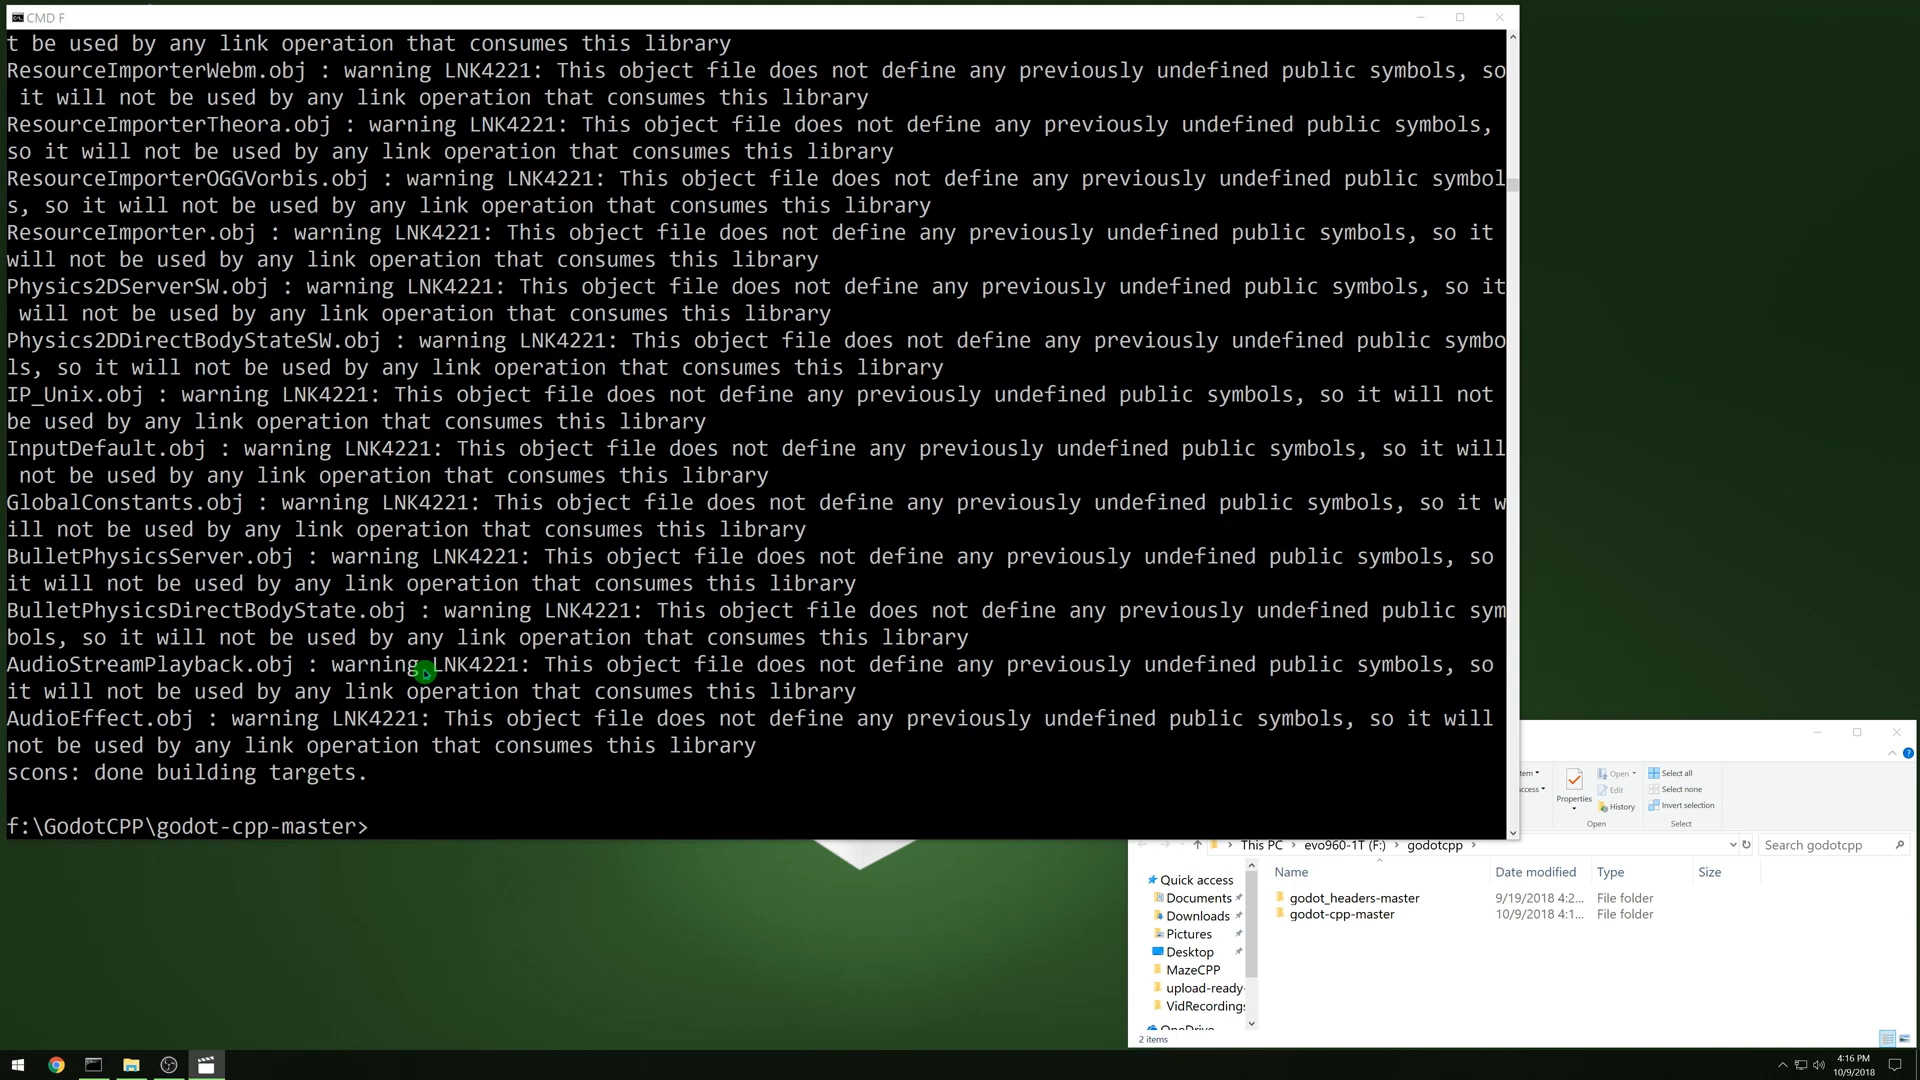 CMD F
t be used by any link operation that consumes this library
ResourceImporterWebm.obj : warning LNK4221: This object file does not define any previously undefined public symbols, so
it will not be used by any link operation that consumes this library
ResourceImporterTheora.obj : warning LNK4221: This object file does not define any previously undefined public symbols,
so it will not be used by any link operation that consumes this library
ResourceImporterOGGVorbis.obj : warning LNK4221: This object file does not define any previously undefined public symbol
s, so it will not be used by any link operation that consumes this library
ResourceImporter.obj : warning LNK4221: This object file does not define any previously undefined public symbols, so it
will not be used by any link operation that consumes this library
Physics2DServerSW.obj : warning LNK4221: This object file does not define any previously undefined public symbols, so it
will not be used by any link operation that consumes this library
Physics2DDirectBodyStateSW.obj : warning LNK4221: This object file does not define any previously undefined public symbo
ls, so it will not be used by any link operation that consumes this library
IP_Unix.obj : warning LNK4221: This object file does not define any previously undefined public symbols, so it will not
be used by any link operation that consumes this library
InputDefault.obj : warning LNK4221: This object file does not define any previously undefined public symbols, so it will
not be used by any link operation that consumes this library
GlobalConstants.obj : warning LNK4221: This object file does not define any previously undefined public symbols, so it w
ill not be used by any link operation that consumes this library
BulletPhysicsServer.obj : warning LNK4221: This object file does not define any previously undefined public symbols, so
it will not be used by any link operation that consumes this library
BulletPhysicsDirectBodyState.obj : warning LNK4221: This object file does not define any previously undefined public sym
bols, so it will not be used by any link operation that consumes this library
AudioStreamPlayback.obj : warning LNK4221: This object file does not define any previously undefined public symbols, so
it will not be used by any link operation that consumes this library
AudioEffect.obj : warning LNK4221: This object file does not define any previously undefined public symbols, so it will
not be used by any link operation that consumes this library
scons: done building targets.
f:\GodotCPP\godot-cpp-master>
tem Open Select all
ccess Properties Edit Select none
History Invert selection
Open Select
This PC > evo960-1T (F:) > godotcpp > Search godotcpp
Name Date modified Type Size
Quick access
Documents
Downloads
Pictures
Desktop
MazeCPP
upload-ready-
VidRecordings
OneDrive
godot_headers-master 9/19/2018 4:2... File folder
godot-cpp-master 10/9/2018 4:1... File folder
2 items
4:16 PM
10/9/2018